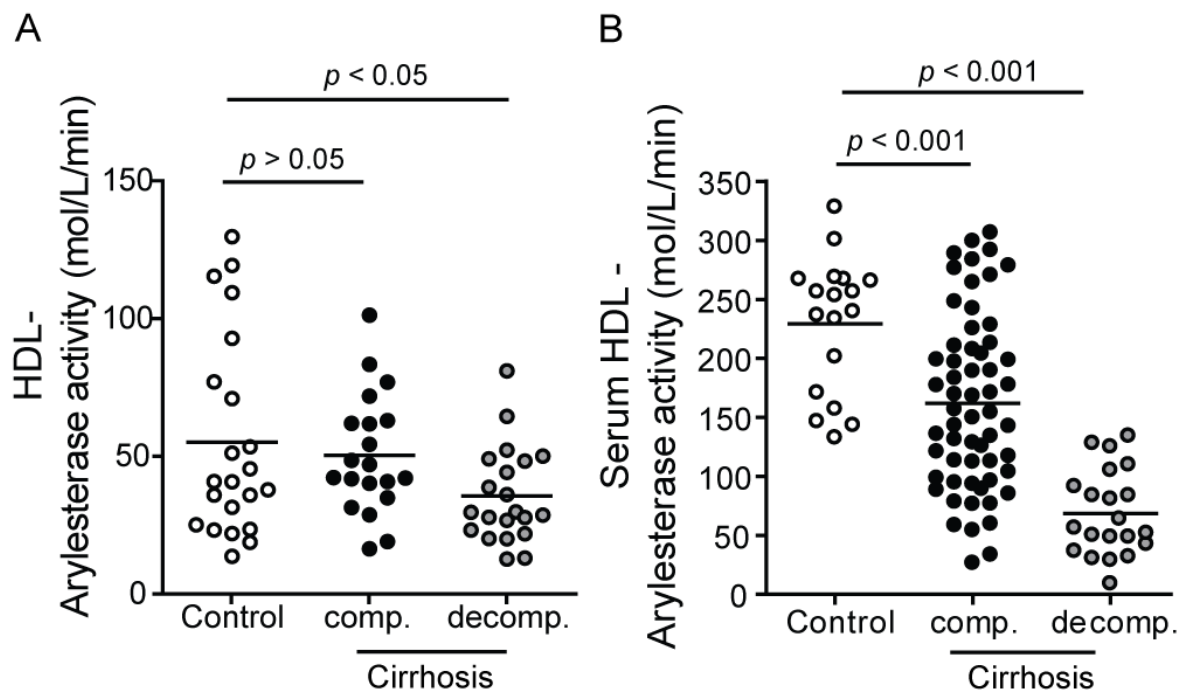 A
p < 0.05
p > 0.05
HDL-
Arylesterase activity (mol/L/min)
150
100
50
0
Control comp. decomp.
Cirrhosis
B
p < 0.001
p < 0.001
Serum HDL -
Arylesterase activity (mol/L/min)
350
300
250
200
150
100
50
0
Control comp. decomp.
Cirrhosis